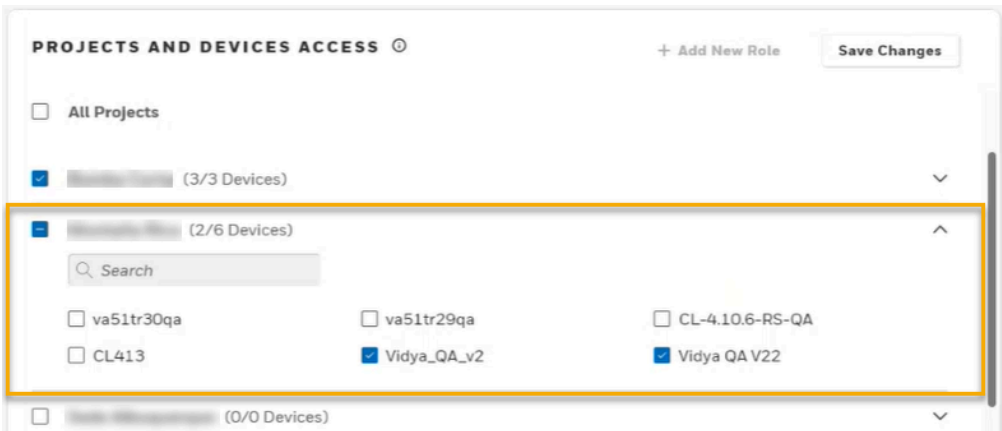 PROJECTS AND DEVICES ACCESS
+ Add New Role
Save Changes
All Projects
(3/3 Devices)
(2/6 Devices)
Search
va51tr30qa
va51tr29qa
CL-4.10.6-RS-QA
CL413
Vidya_QA_v2
Vidya QA V22
(0/0 Devices)